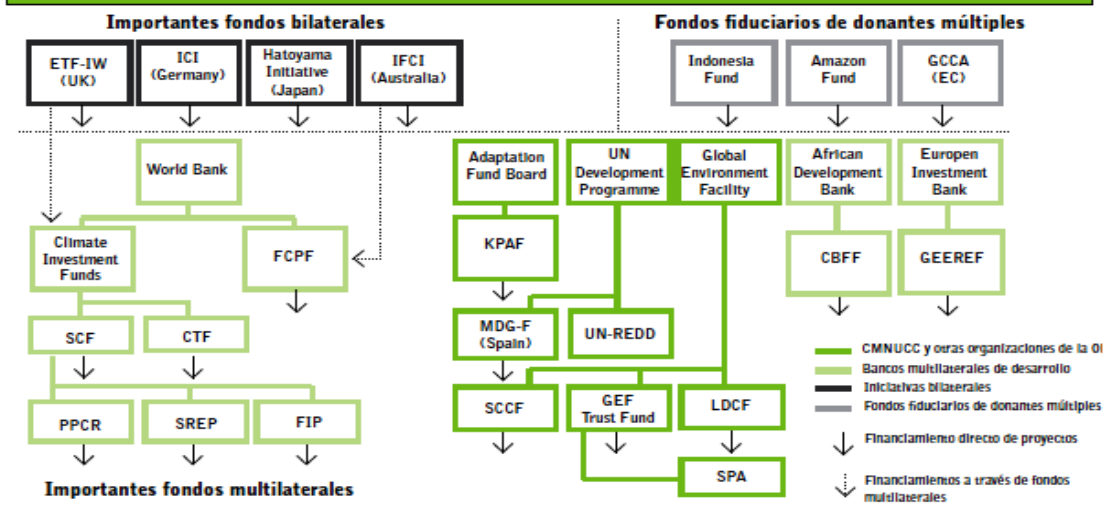 Importantes fondos bilaterales
Fondos fiduciarios de donantes múltiples
ETF-IW
(UK)
ICI
(Germany)
Hatoyama
Initiative
(Japan)
IFCI
(Australia)
Indonesia
Fund
Amazon
Fund
GCCA
(EC)
World Bank
Adaptation
Fund Board
UN
Development
Programme
Global
Environment
Facility
African
Development
Bank
Europen
Investment
Bank
Climate
Investment
Funds
FCPF
KPAF
CBFF
GEEREF
SCF
CTF
MDG-F
(Spain)
UN-REDD
PPCR
SREP
FIP
SCCF
GEF
Trust Fund
LDCF
SPA
CMNUCC y otras organizaciones de la
Bancos multilaterales de desarrollo
Iniciativas bilaterales
Fondos fiduciarios de donantes múltiples
Financiamiento directo de proyectos
Financiamientos a través de fondos
multilaterales
Importantes fondos multilaterales